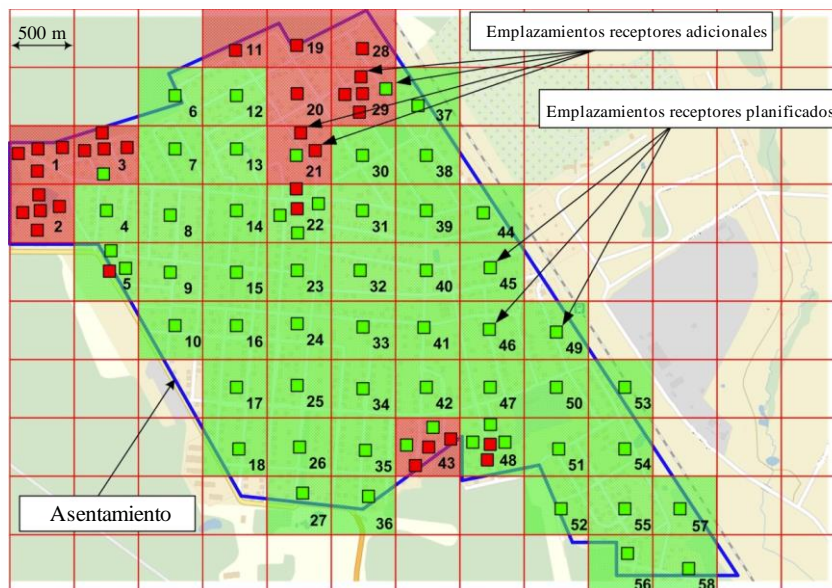 500 m
Emplazamientos receptores adicionales
11 19 28
Emplazamientos receptores planificados
6 12 20 29 37
1 3 7 13 21 30 38
2 4 8 14 22 31 39 44
5 9 15 23 32 40 45
10 16 24 33 41 46 49
17 25 34 42 47 50 53
18 26 35 43 48 51 54
Asentamiento
27 36 52 55 57
56 58